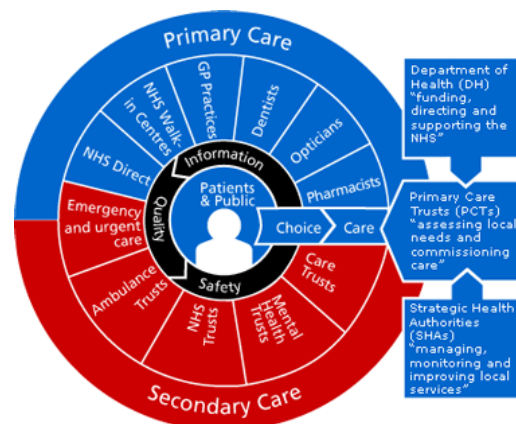 Primary Care
NHS Direct
NHS Walk-
in Centres
GP Practices
Dentists
Opticians
Pharmacists
Information
Quality
Safety
Patients
& Public
Choice
Care
Emergency
and urgent
care
Ambulance
Trusts
NHS
Trusts
Mental
Health
Trusts
Care
Trusts
Secondary Care
Department of
Health (DH)
"funding,
directing and
supporting the
NHS"
Primary Care
Trusts (PCTs)
"assessing local
needs and
commissioning
care"
Strategic Health
Authorities
(SHAs)
"managing,
monitoring and
improving local
services"